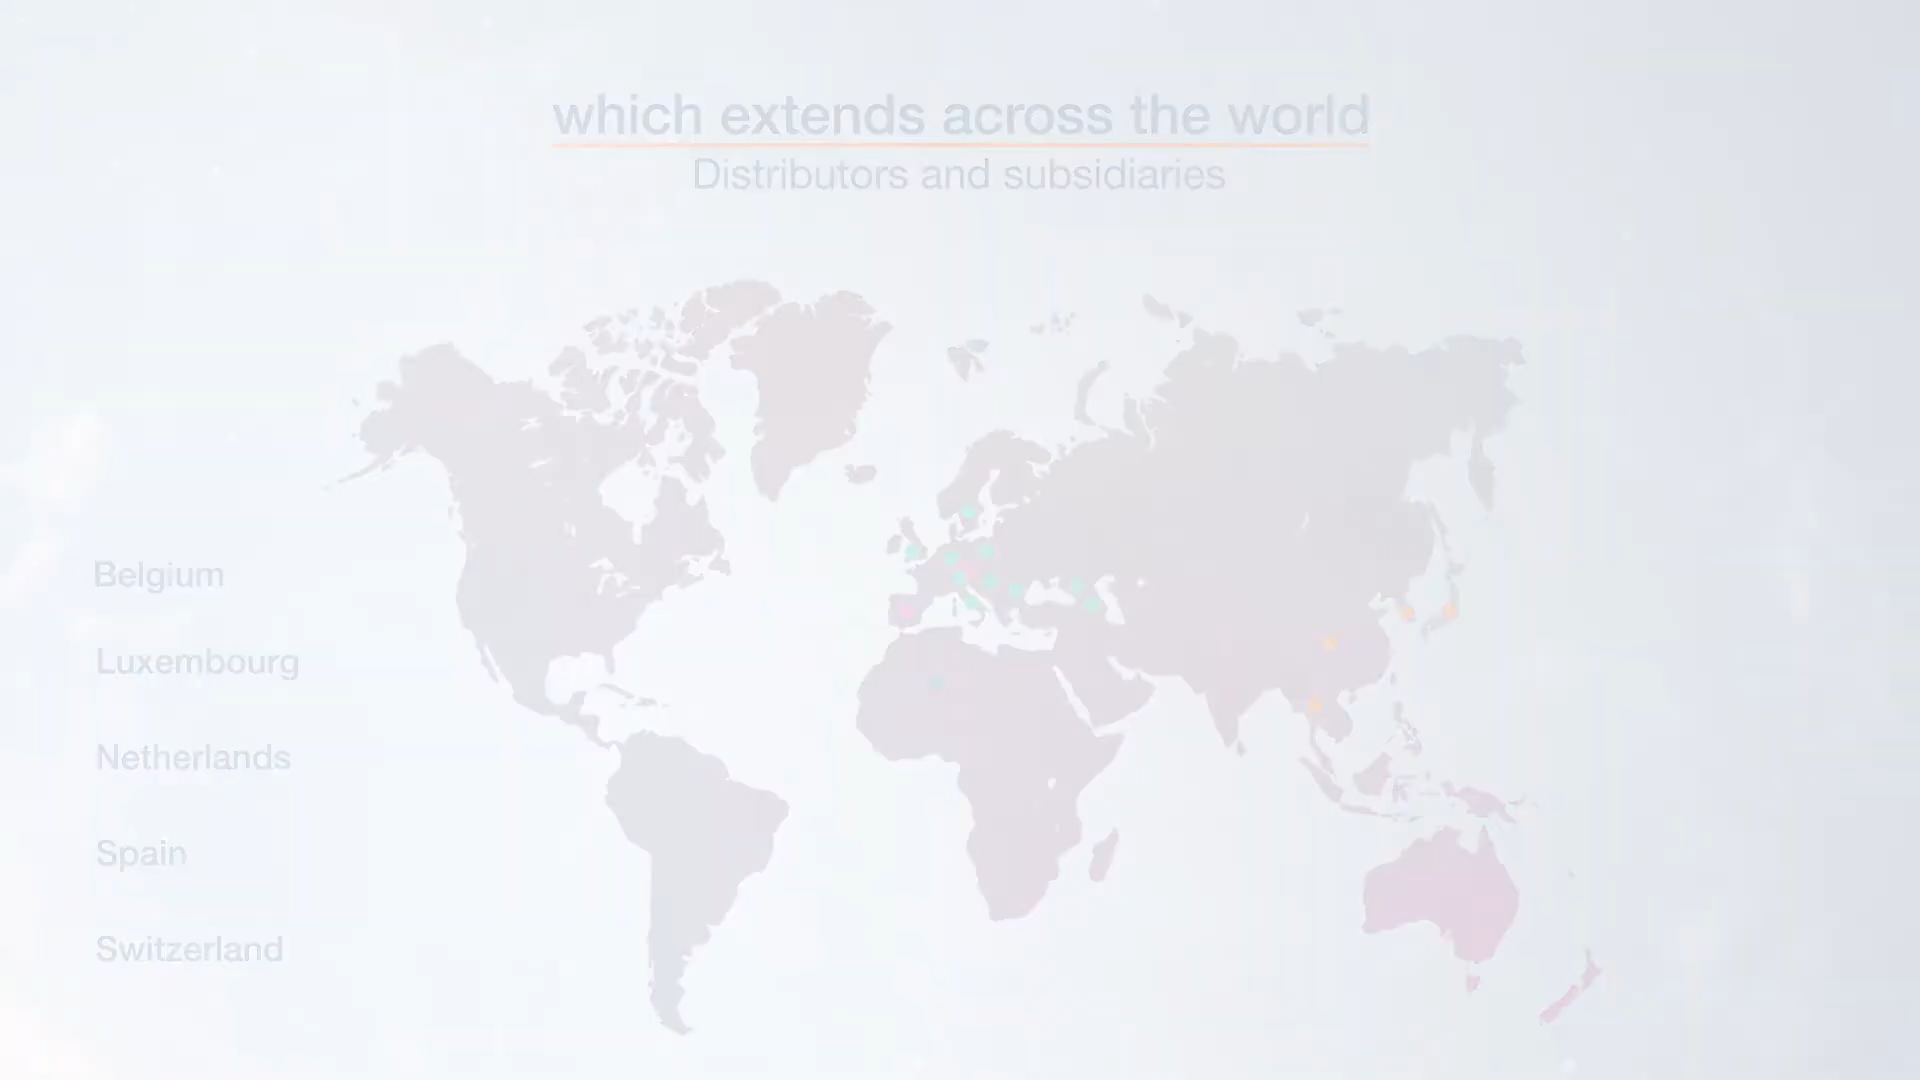 which extends across the world
Distributors and subsidiaries
Belgium
Luxembourg
Netherlands
Spain
Switzerland